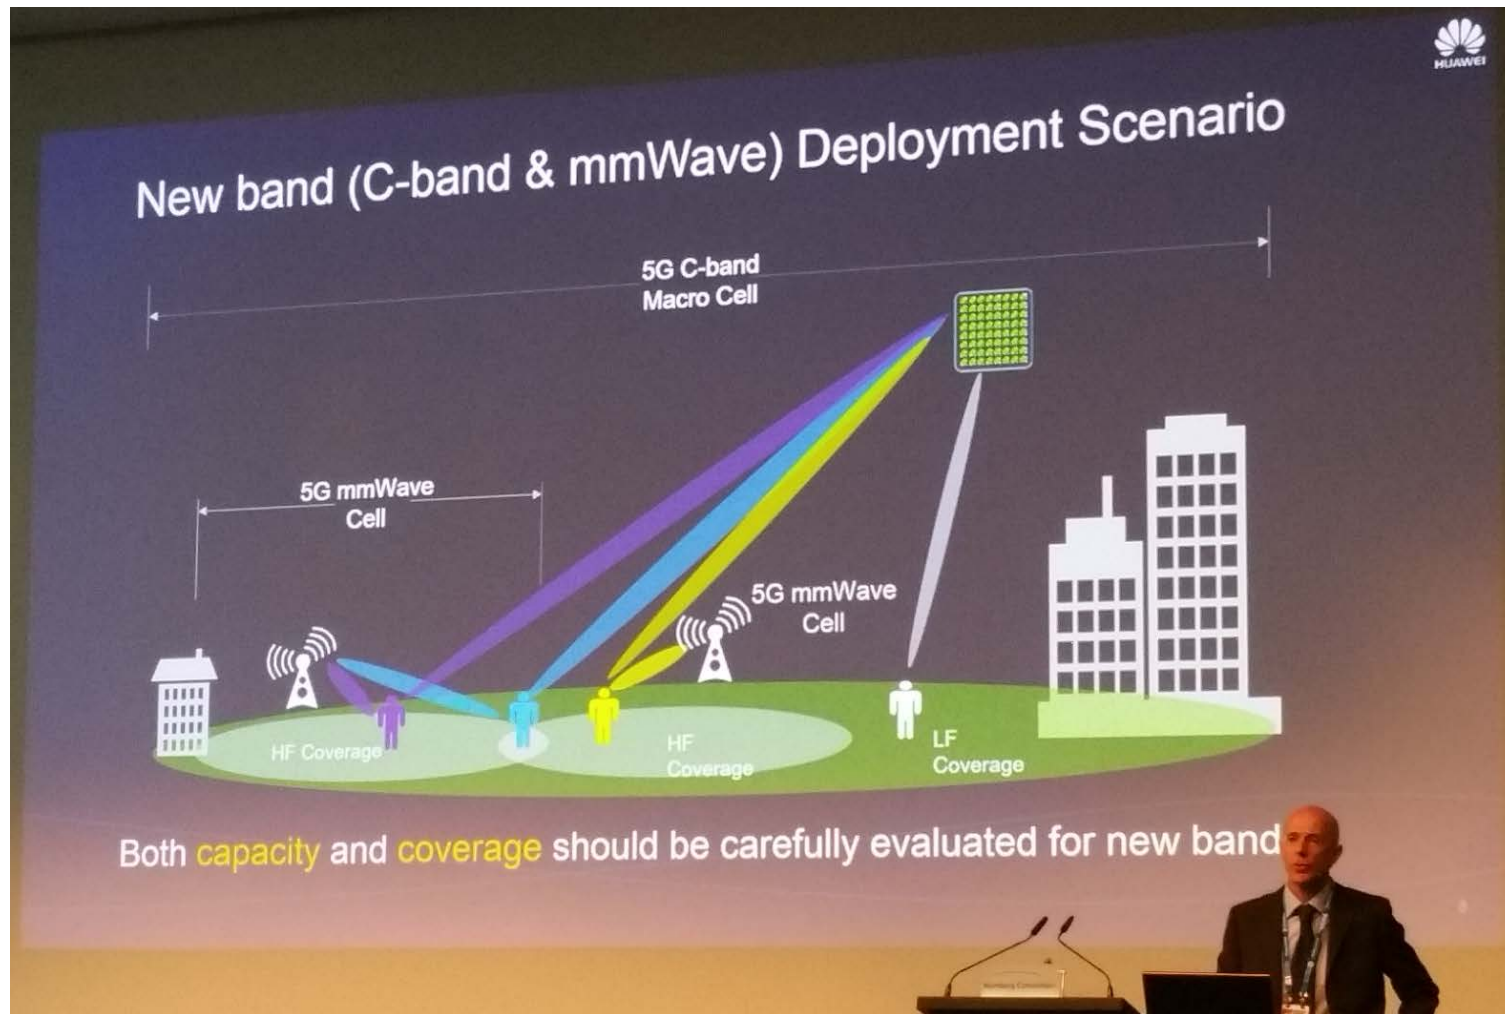 HUAWEI
New band (C-band & mmWave) Deployment Scenario
5G C-band
Macro Cell
5G mmWave
Cell
5G mmWave
Cell
HF Coverage
HF
Coverage
LF
Coverage
Both capacity and coverage should be carefully evaluated for new band